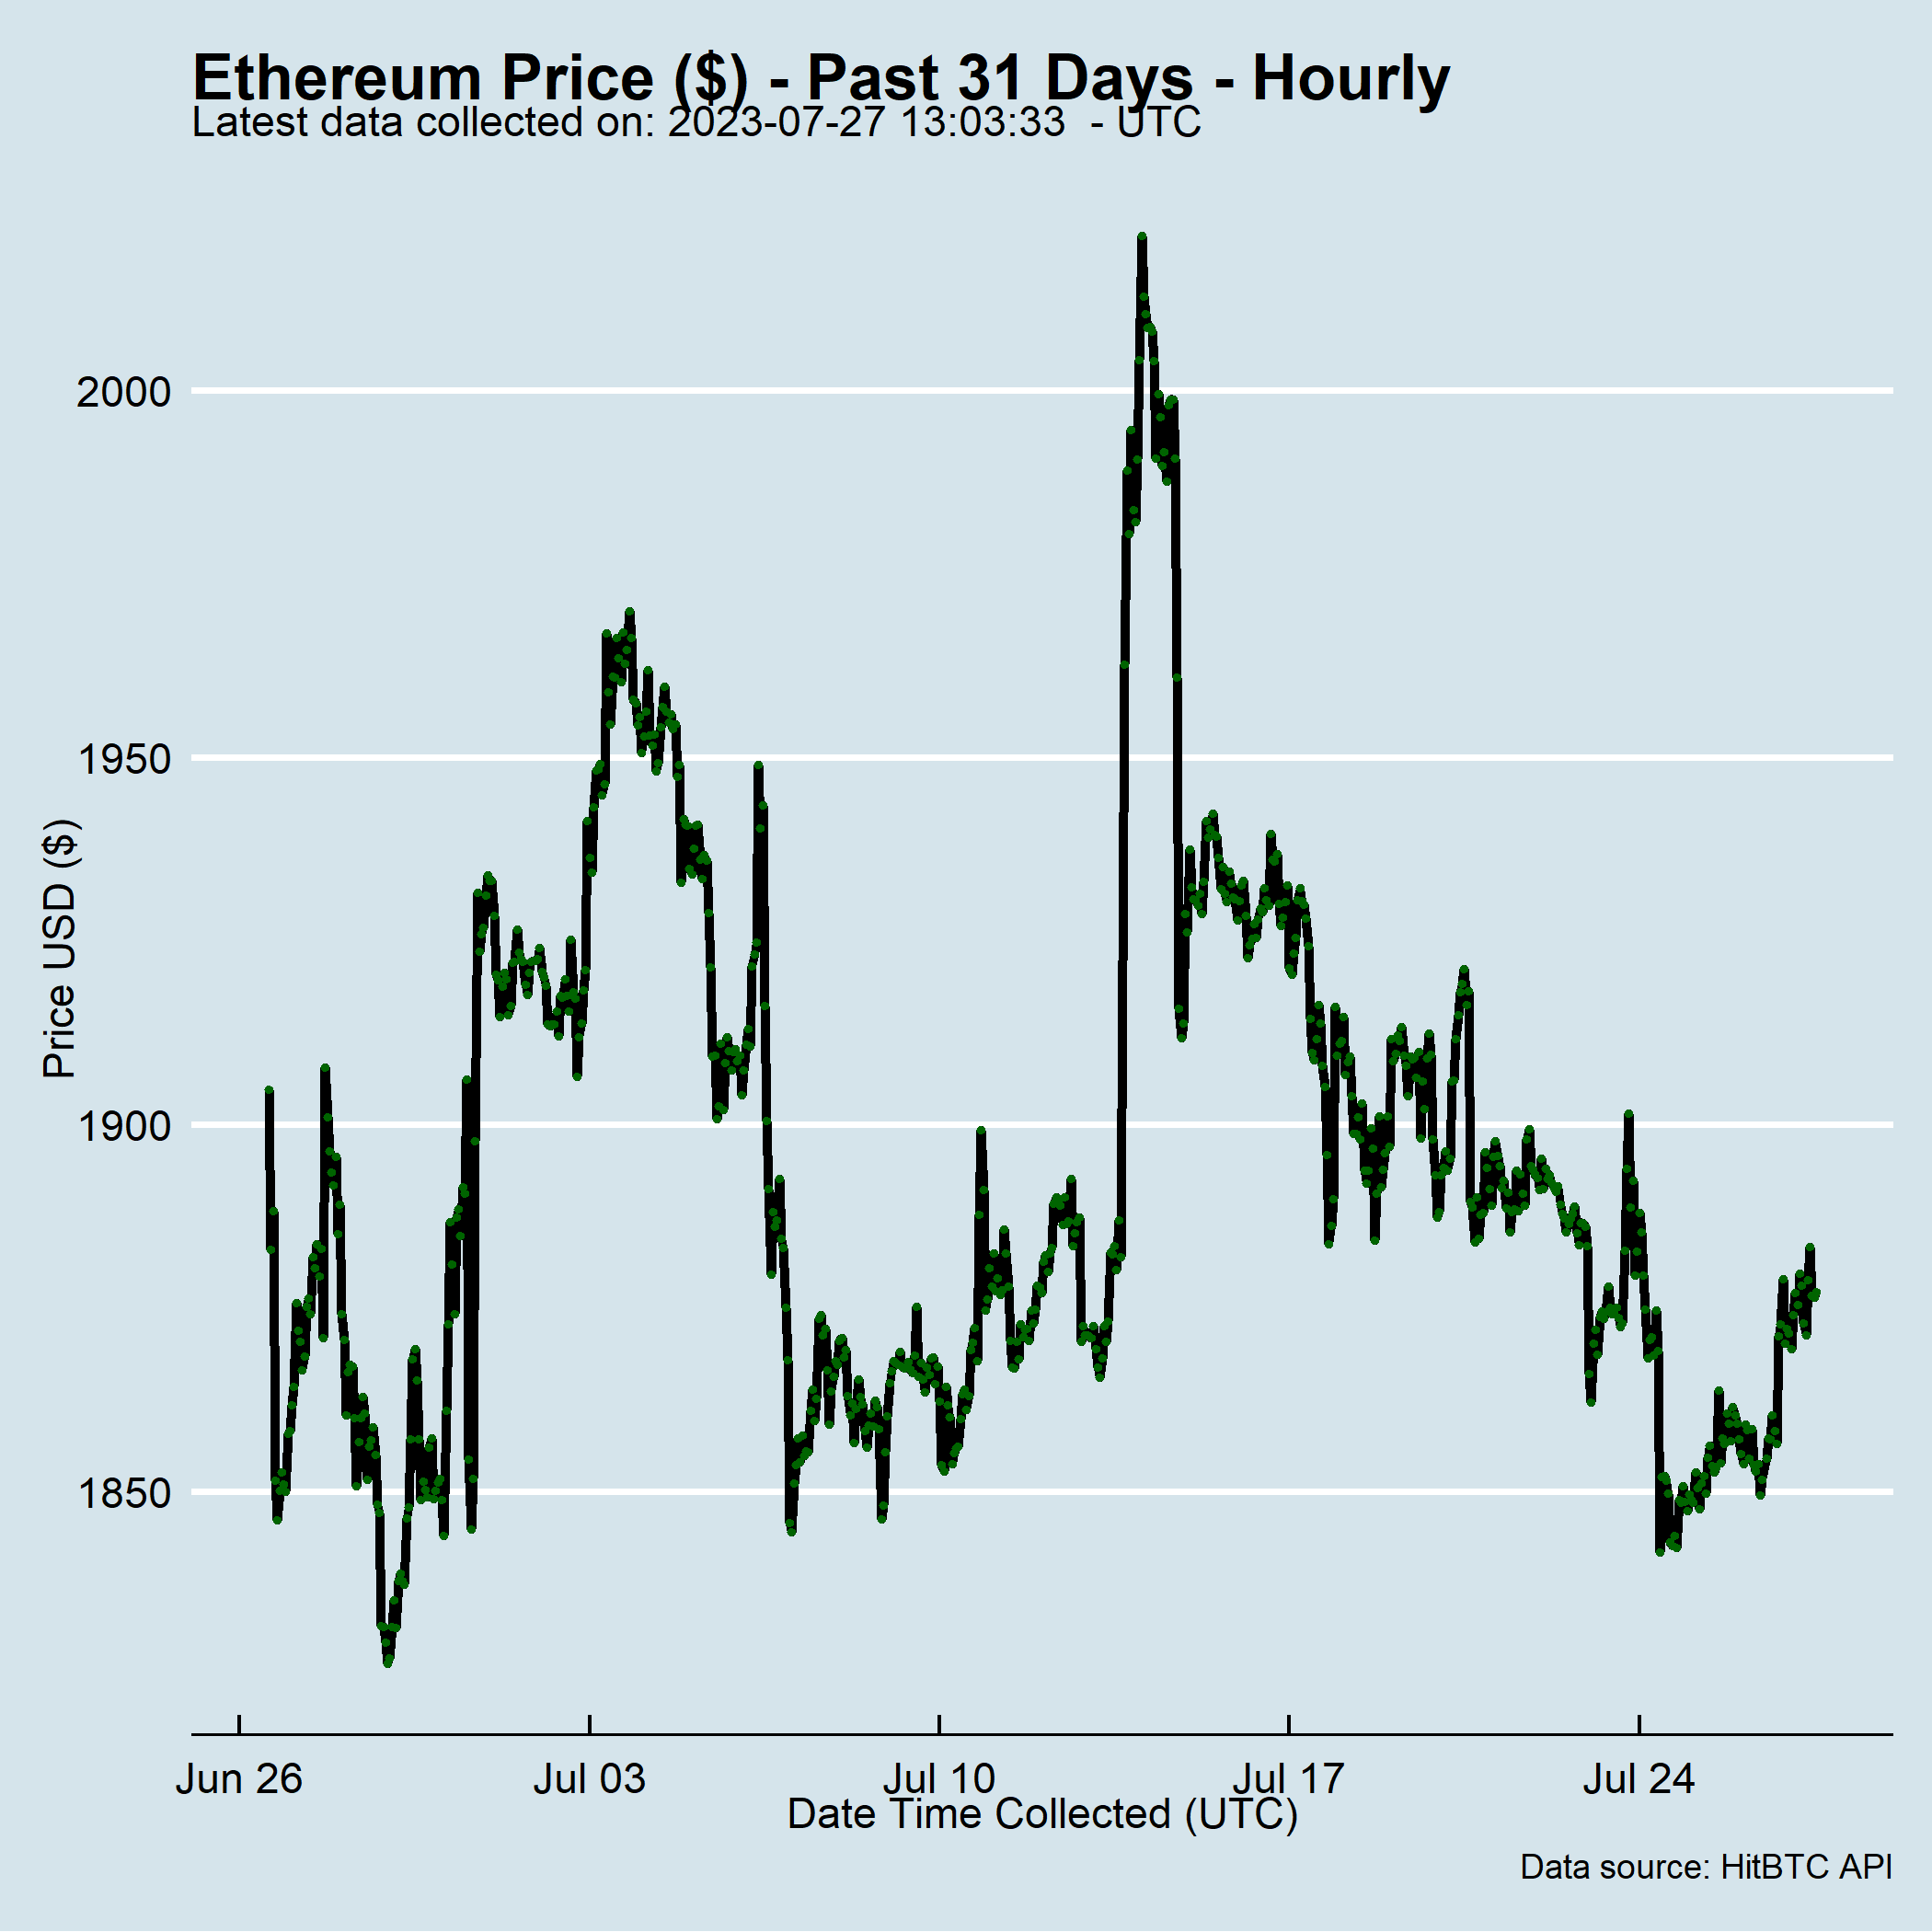 Ethereum Price ($) - Past 31 Days - Hourly
Latest data collected on: 2023-07-27 13:03:33  - UTC
Price USD ($)
2000
1950
1900
1850
Jun 26
Jul 03
Jul 10
Jul 17
Jul 24
Date Time Collected (UTC)
Data source: HitBTC API